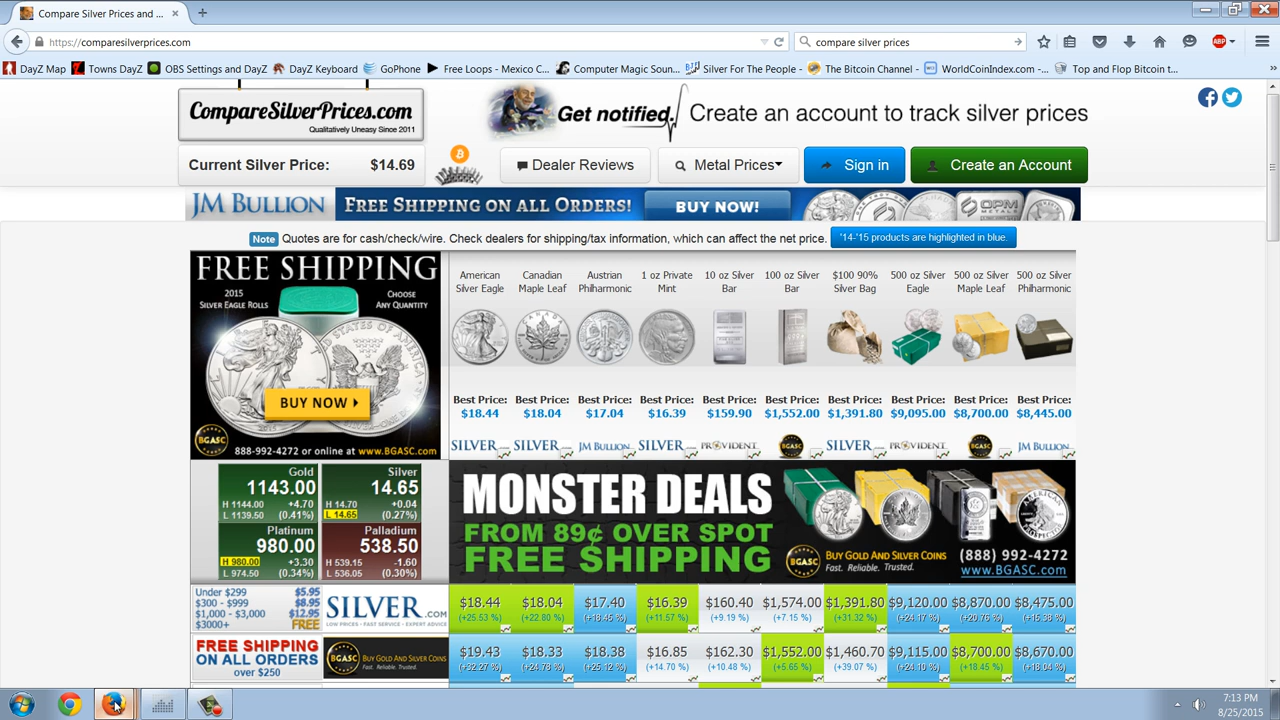 Compare Silver Prices and ...
https://comparesilverprices.com
compare silver prices
ABP
DayZ Map
Towns DayZ
OBS Settings and DayZ
DayZ Keyboard
GoPhone
Free Loops - Mexico C...
Computer Magic Soun...
Silver For The People -
The Bitcoin Channel -
WorldCoinIndex.com -...
Top and Flop Bitcoin t...
CompareSilverPrices.com
Qualitatively Uneasy Since 2011
Get notified. Create an account to track silver prices
Current Silver Price: $14.69
Dealer Reviews
Metal Prices
Sign in
Create an Account
JM BULLION
FREE SHIPPING ON ALL ORDERS!
BUY NOW!
OPM
METALS
Note Quotes are for cash/check/wire. Check dealers for shipping/tax information, which can affect the net price.
'14-'15 products are highlighted in blue.
FREE SHIPPING
2015
SILVER EAGLE ROLLS
CHOOSE
ANY QUANTITY
BUY NOW
BGASC
888-992-4272 or online at www.BGASC.com
American Silver Eagle
Canadian Maple Leaf
Austrian Philharmonic
1 oz Private Mint
10 oz Silver Bar
100 oz Silver Bar
$100 90% Silver Bag
500 oz Silver Eagle
500 oz Silver Maple Leaf
500 oz Silver Philharmonic
Best Price: Best Price: Best Price: Best Price: Best Price: Best Price: Best Price: Best Price: Best Price: Best Price:
$18.44 $18.04 $17.04 $16.39 $159.90 $1,552.00 $1,391.80 $9,095.00 $8,700.00 $8,445.00
SILVER SILVER JM BULLION SILVER PROVIDENT BGASC SILVER PROVIDENT BGASC JM BULLION
Gold
1143.00
H 1144.00 +4.70
L 1139.50 (0.41%)
Silver
14.65
H 14.70 +0.04
L 14.65 (0.27%)
Platinum
980.00
H 980.00 +3.30
L 974.50 (0.34%)
Palladium
538.50
H 539.15 -1.60
L 536.05 (0.30%)
MONSTER DEALS
FROM 89¢ OVER SPOT
FREE SHIPPING
BGASC
BUY GOLD AND SILVER COINS
Fast. Reliable. Trusted.
(888) 992-4272
www.BGASC.com
Under $299 $5.95
$300 - $999 $8.95
$1,000 - $3,000 $12.95
$3000+ FREE
SILVER.COM
LOW PRICES - FAST SERVICE - EXPERT ADVICE
$18.44 $18.04 $17.40 $16.39 $160.40 $1,574.00 $1,391.80 $9,120.00 $8,870.00 $8,475.00
(+25.53 %) (+22.80 %) (+18.45 %) (+11.57 %) (+9.19 %) (+7.15 %) (+31.32 %) (+24.17 %) (+20.76 %) (+15.38 %)
FREE SHIPPING
ON ALL ORDERS
over $250
BGASC
BUY GOLD AND SILVER COINS
Fast. Reliable. Trusted.
$19.43 $18.33 $18.38 $16.85 $162.30 $1,552.00 $1,460.70 $9,115.00 $8,700.00 $8,670.00
(+32.27 %) (+24.78 %) (+25.12 %) (+14.70 %) (+10.48 %) (+5.65 %) (+39.07 %) (+24.10 %) (+18.45 %) (+18.04 %)
7:13 PM
8/25/2015